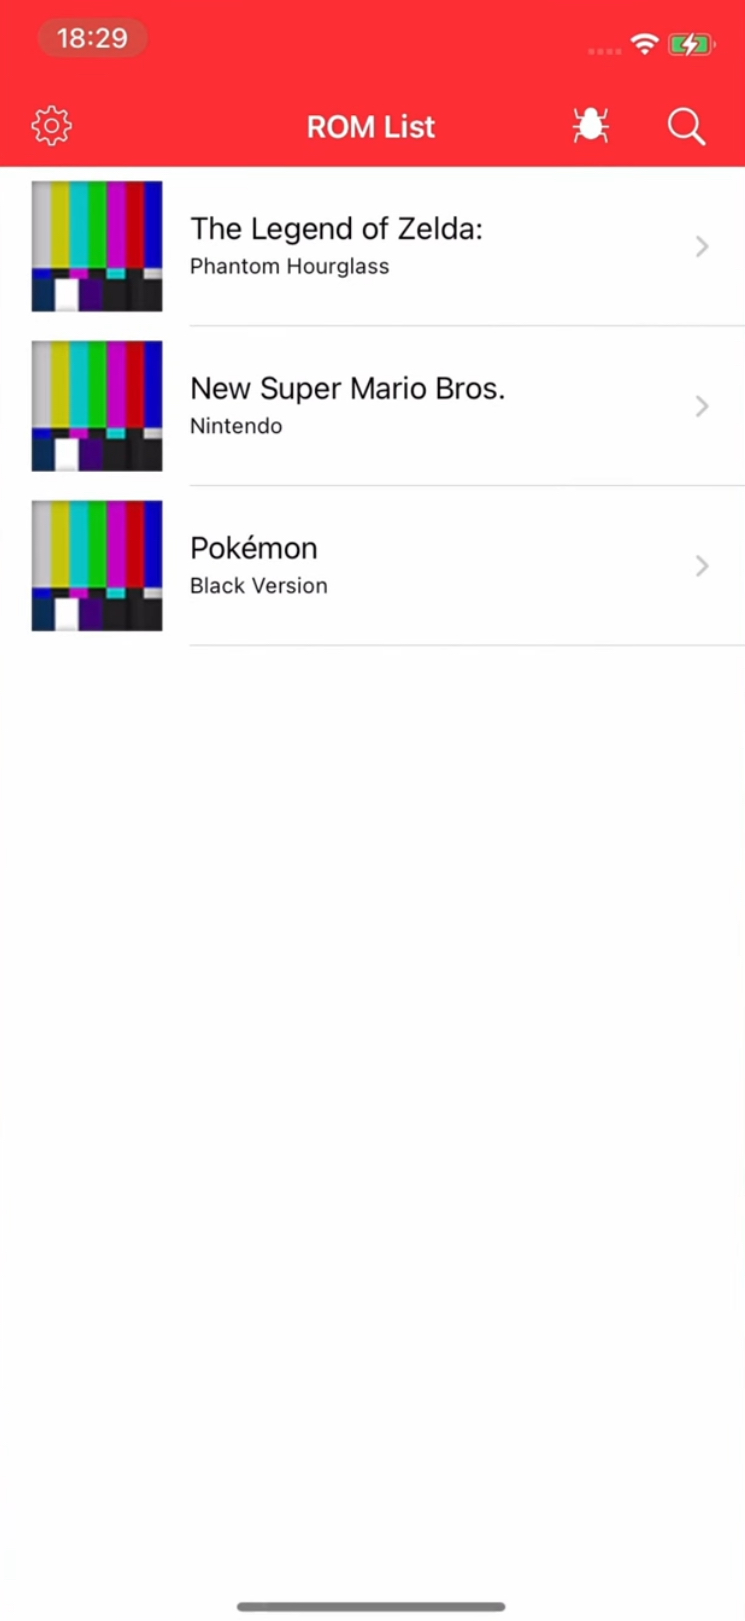 18:29
ROM List
The Legend of Zelda:
Phantom Hourglass
New Super Mario Bros.
Nintendo
Pokémon
Black Version